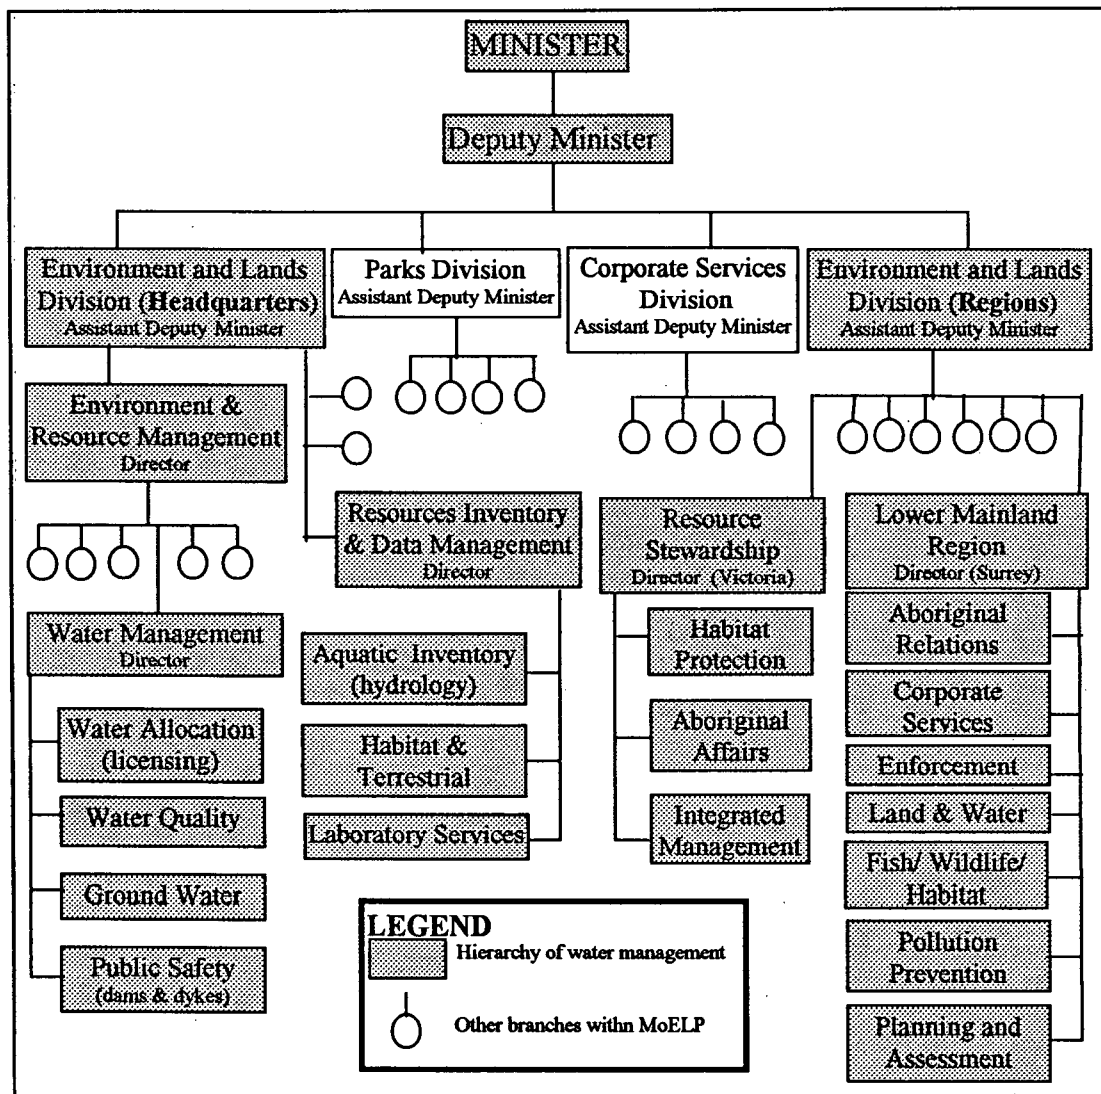 MINISTER
Deputy Minister
Environment and Lands
Division (Headquarters)
Assistant Deputy Minister
Parks Division
Assistant Deputy Minister
Corporate Services
Division
Assistant Deputy Minister
Environment and Lands
Division (Regions)
Assistant Deputy Minister
Environment &
Resource Management
Director
Resources Inventory
& Data Management
Director
Resource
Stewardship
Director (Victoria)
Lower Mainland
Region
Director (Surrey)
Water Management
Director
Water Allocation
(licensing)
Water Quality
Ground Water
Public Safety
(dams & dykes)
Aquatic Inventory
(hydrology)
Habitat &
Terrestrial
Laboratory Services
Habitat
Protection
Aboriginal
Affairs
Integrated
Management
Aboriginal
Relations
Corporate
Services
Enforcement
Land & Water
Fish/ Wildlife/
Habitat
Pollution
Prevention
Planning and
Assessment
LEGEND
Hierarchy of water management
Other branches withn MoELP